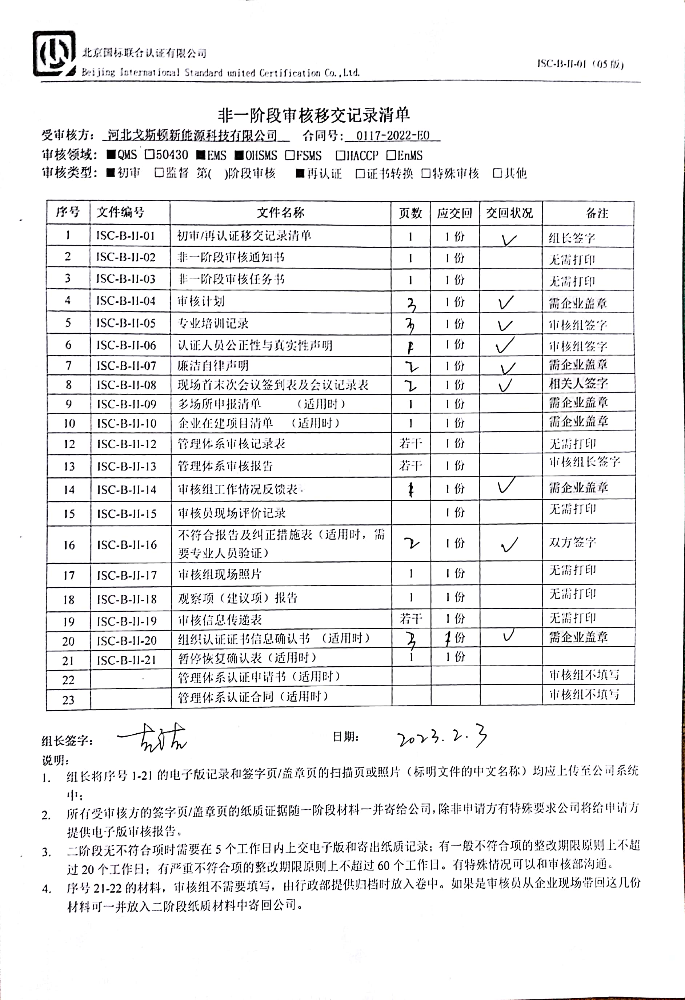 北京国标联合认证有限公司
ISC-B-II-01（05版）
Beijing International Standard united Certification Co.,Ltd.
非一阶段审核移交记录清单
受审核方： 河北戈斯顿新能源科技有限公司 合同号： 0117-2022-EO
审核领域：■QMS □50430 ■EMS ■OHSMS □FSMS □HACCP □EnMS
审核类型：■初审 □监督 第( )阶段审核 ■再认证 □证书转换 □特殊审核 □其他
序号 文件编号 文件名称 页数 应交回 交回状况 备注
1 ISC-B-II-01 初审/再认证移交记录清单 1 1份 ✓ 组长签字
2 ISC-B-II-02 非一阶段审核通知书 1 1份 无需打印
3 ISC-B-II-03 非一阶段审核任务书 1 1份 无需打印
4 ISC-B-II-04 审核计划 3 1份 ✓ 需企业盖章
5 ISC-B-II-05 专业培训记录 3 1份 ✓ 审核组签字
6 ISC-B-II-06 认证人员公正性与真实性声明 1份 ✓ 审核组签字
7 ISC-B-II-07 廉洁自律声明 2 1份 ✓ 需企业盖章
8 ISC-B-II-08 现场首末次会议签到表及会议记录表 2 1份 ✓ 相关人签字
9 ISC-B-II-09 多场所申报清单 （适用时） 1 1份 需企业盖章
10 ISC-B-II-10 企业在建项目清单 （适用时） 1 1份 需企业盖章
12 ISC-B-II-12 管理体系审核记录表 若干 1份 无需打印
13 ISC-B-II-13 管理体系审核报告 若干 1份 审核组长签字
14 ISC-B-II-14 审核组工作情况反馈表 1 1份 ✓ 需企业盖章
15 ISC-B-II-15 审核员现场评价记录 1份 无需打印
16 ISC-B-II-16 不符合报告及纠正措施表（适用时，需 2 1份 ✓ 双方签字
要专业人员验证）
17 ISC-B-II-17 审核组现场照片 1 1份 无需打印
18 ISC-B-II-18 观察项（建议项）报告 1 1份 无需打印
19 ISC-B-II-19 审核信息传递表 若干 1份 无需打印
20 ISC-B-II-20 组织认证证书信息确认书 （适用时） 3 1份 ✓ 需企业盖章
21 ISC-B-II-21 暂停恢复确认表（适用时） 1 1份
22 管理体系认证申请书（适用时） 审核组不填写
23 管理体系认证合同（适用时） 审核组不填写
组长签字： 日期： 2023.2.3
说明：
1. 组长将序号 1-21 的电子版记录和签字页/盖章页的扫描页或照片（标明文件的中文名称）均应上传至公司系统
中；
2. 所有受审核方的签字页/盖章页的纸质证据随一阶段材料一并寄给公司，除非申请方有特殊要求公司将给申请方
提供电子版审核报告。
3. 二阶段无不符合项时需要在 5 个工作日内上交电子版和寄出纸质记录；有一般不符合项的整改期限原则上不超
过 20 个工作日；有严重不符合项的整改期限原则上不超过 60 个工作日。有特殊情况可以和审核部沟通。
4. 序号 21-22 的材料，审核组不需要填写，由行政部提供归档时放入卷中。如果是审核员从企业现场带回这几份
材料可一并放入二阶段纸质材料中寄回公司。